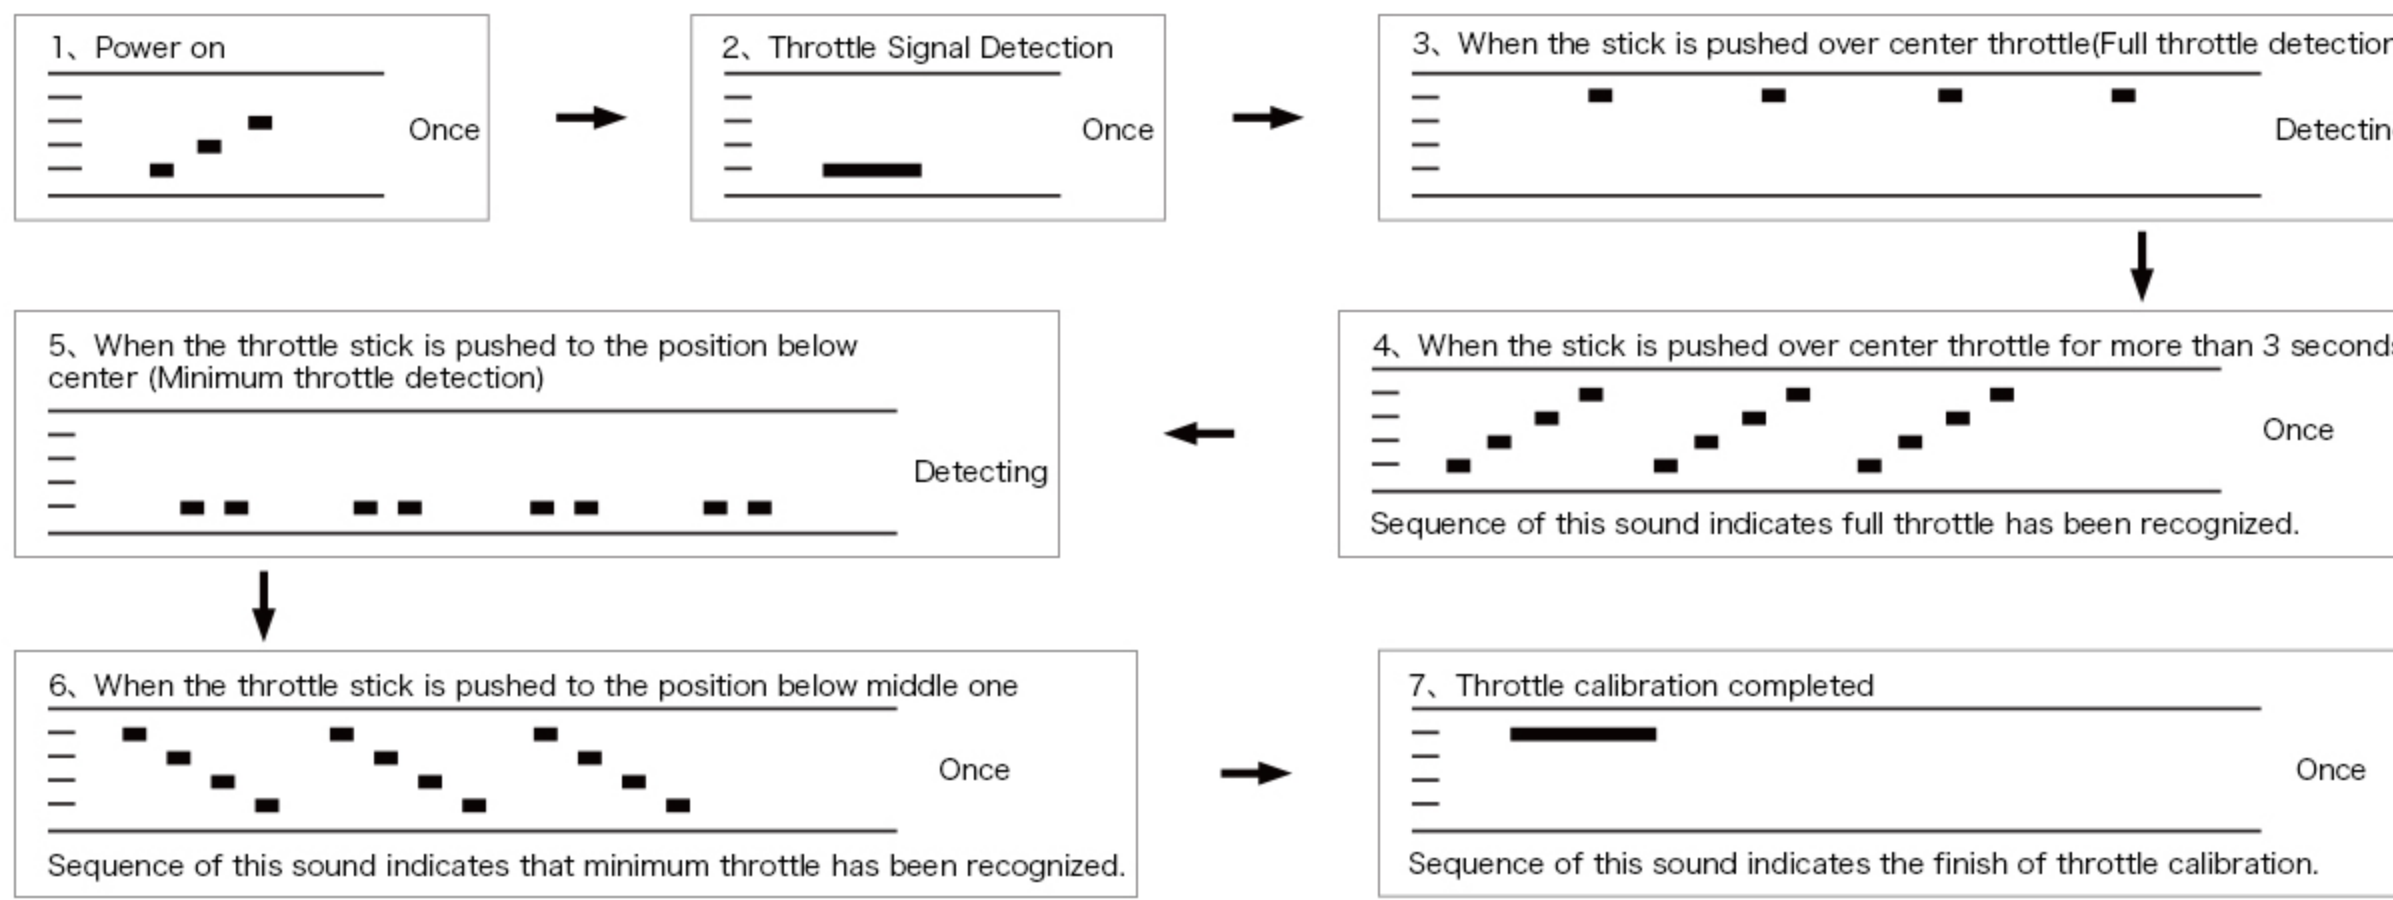 1、Power on
Once
2、Throttle Signal Detection
Once
3、When the stick is pushed over center throttle(Full throttle detection
Detectin
4、When the stick is pushed over center throttle for more than 3 seconds
Once
Sequence of this sound indicates full throttle has been recognized.
5、When the throttle stick is pushed to the position below
center (Minimum throttle detection)
Detecting
6、When the throttle stick is pushed to the position below middle one
Once
Sequence of this sound indicates that minimum throttle has been recognized.
7、Throttle calibration completed
Once
Sequence of this sound indicates the finish of throttle calibration.